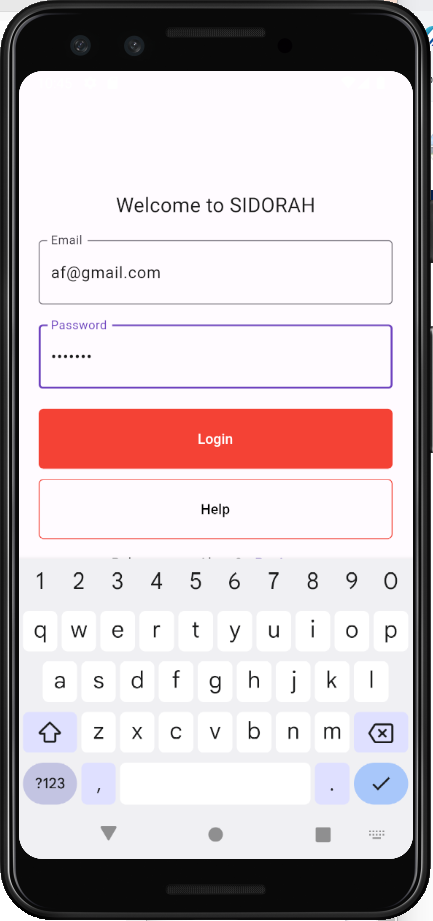 Welcome to SIDORAH
Email
af@gmail.com
Password
•••••••
Login
Help
1 2 3 4 5 6 7 8 9 0
q w e r t y u i o p
a s d f g h j k l
z x c v b n m
?123 , .